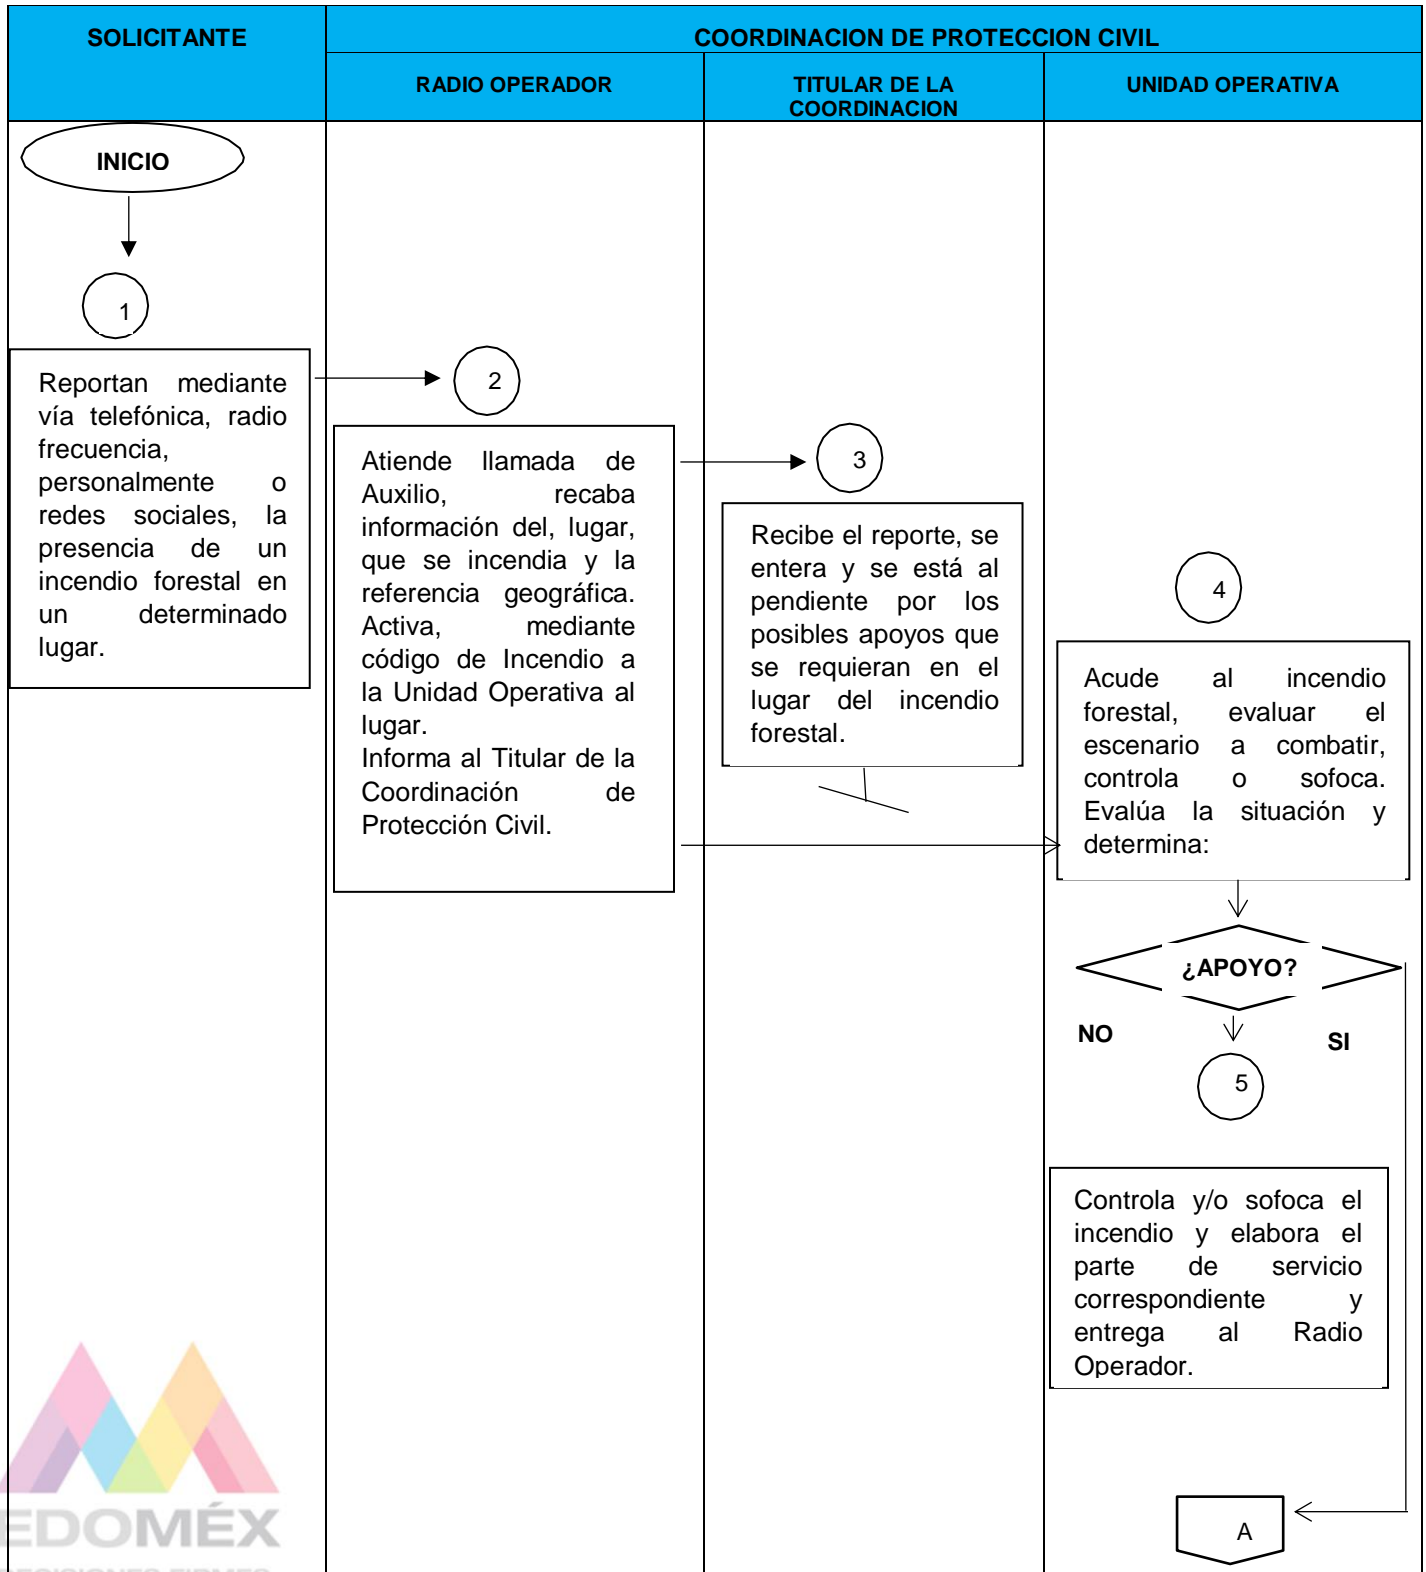 SOLICITANTE
COORDINACION DE PROTECCION CIVIL
RADIO OPERADOR
TITULAR DE LA
COORDINACION
UNIDAD OPERATIVA
INICIO
1
Reportan mediante
vía telefónica, radio
frecuencia,
personalmente o
redes sociales, la
presencia de un
incendio forestal en
un determinado
lugar.
2
Atiende llamada de
Auxilio, recaba
información del, lugar,
que se incendia y la
referencia geográfica.
Activa, mediante
código de Incendio a
la Unidad Operativa al
lugar.
Informa al Titular de la
Coordinación de
Protección Civil.
3
Recibe el reporte, se
entera y se está al
pendiente por los
posibles apoyos que
se requieran en el
lugar del incendio
forestal.
4
Acude al incendio
forestal, evaluar el
escenario a combatir,
controla o sofoca.
Evalúa la situación y
determina:
¿APOYO?
NO
SI
5
Controla y/o sofoca el
incendio y elabora el
parte de servicio
correspondiente y
entrega al Radio
Operador.
A
EDOMÉX
DECISIONES FIRMES